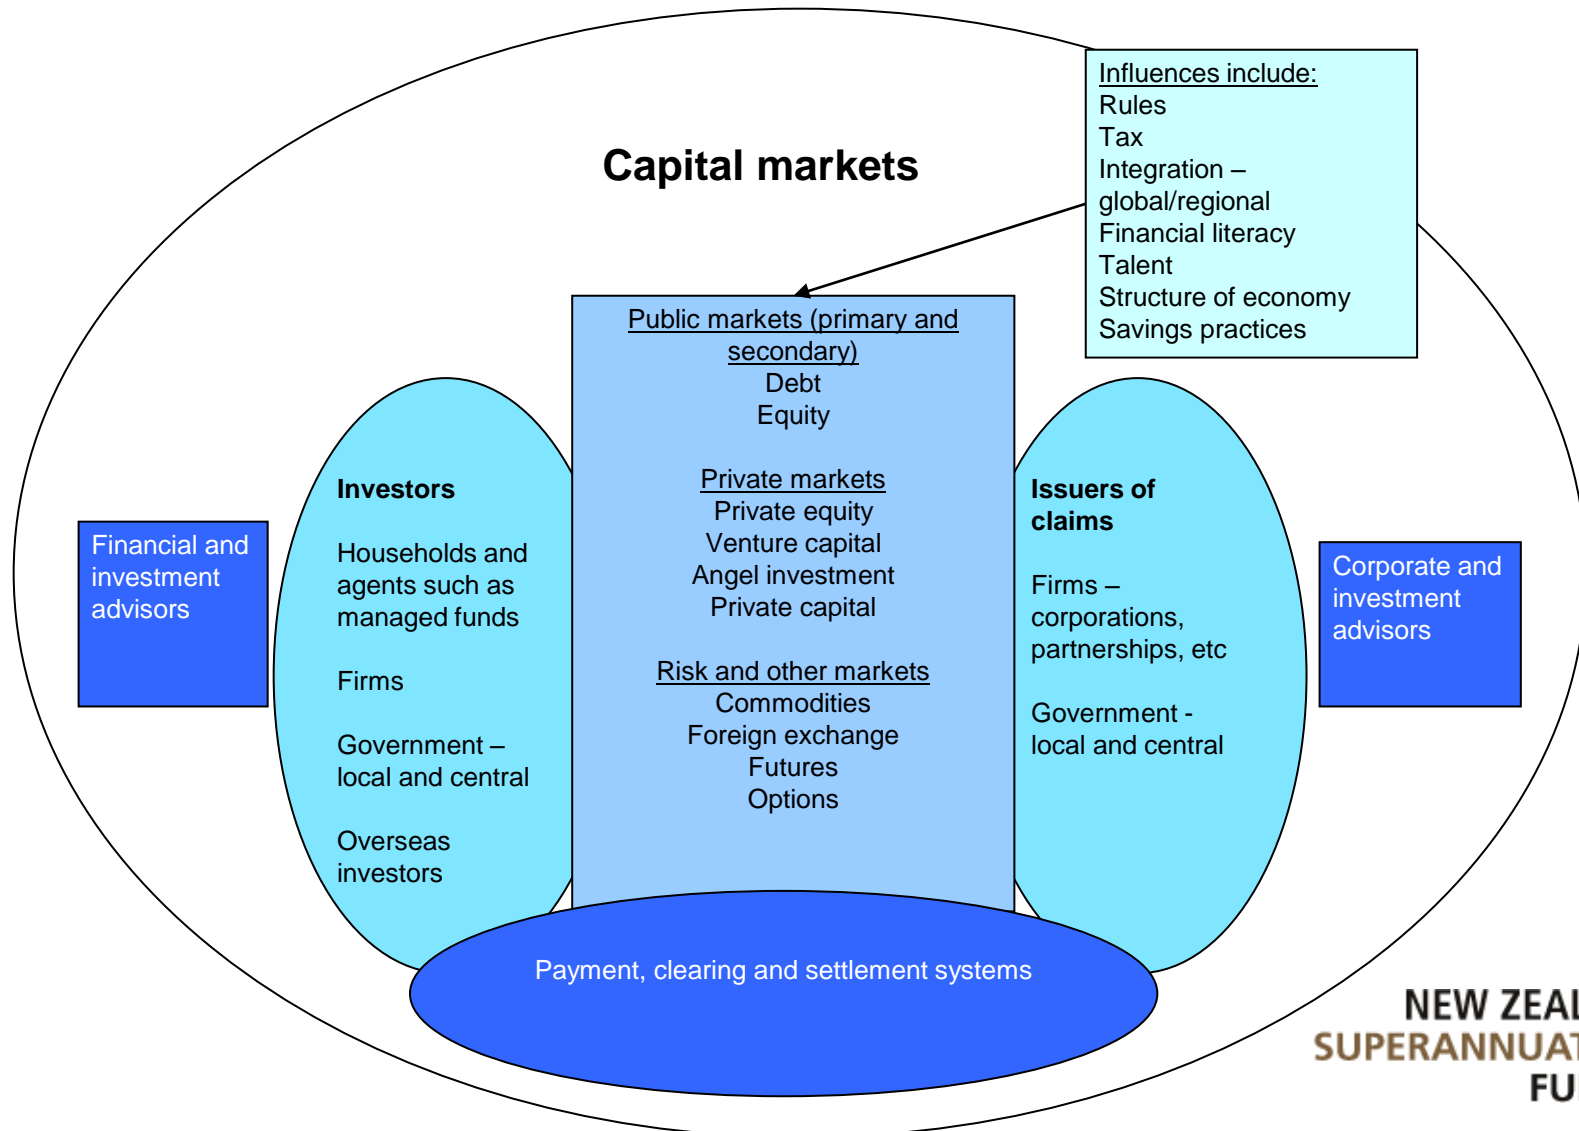 Capital markets
Influences include:
Rules
Tax
Integration –
global/regional
Financial literacy
Talent
Structure of economy
Savings practices
Public markets (primary and
secondary)
Debt
Equity
Private markets
Private equity
Venture capital
Angel investment
Private capital
Risk and other markets
Commodities
Foreign exchange
Futures
Options
Financial and
investment
advisors
Investors
Households and
agents such as
managed funds
Firms
Government –
local and central
Overseas
investors
Issuers of
claims
Firms –
corporations,
partnerships, etc
Government -
local and central
Corporate and
investment
advisors
Payment, clearing and settlement systems
NEW